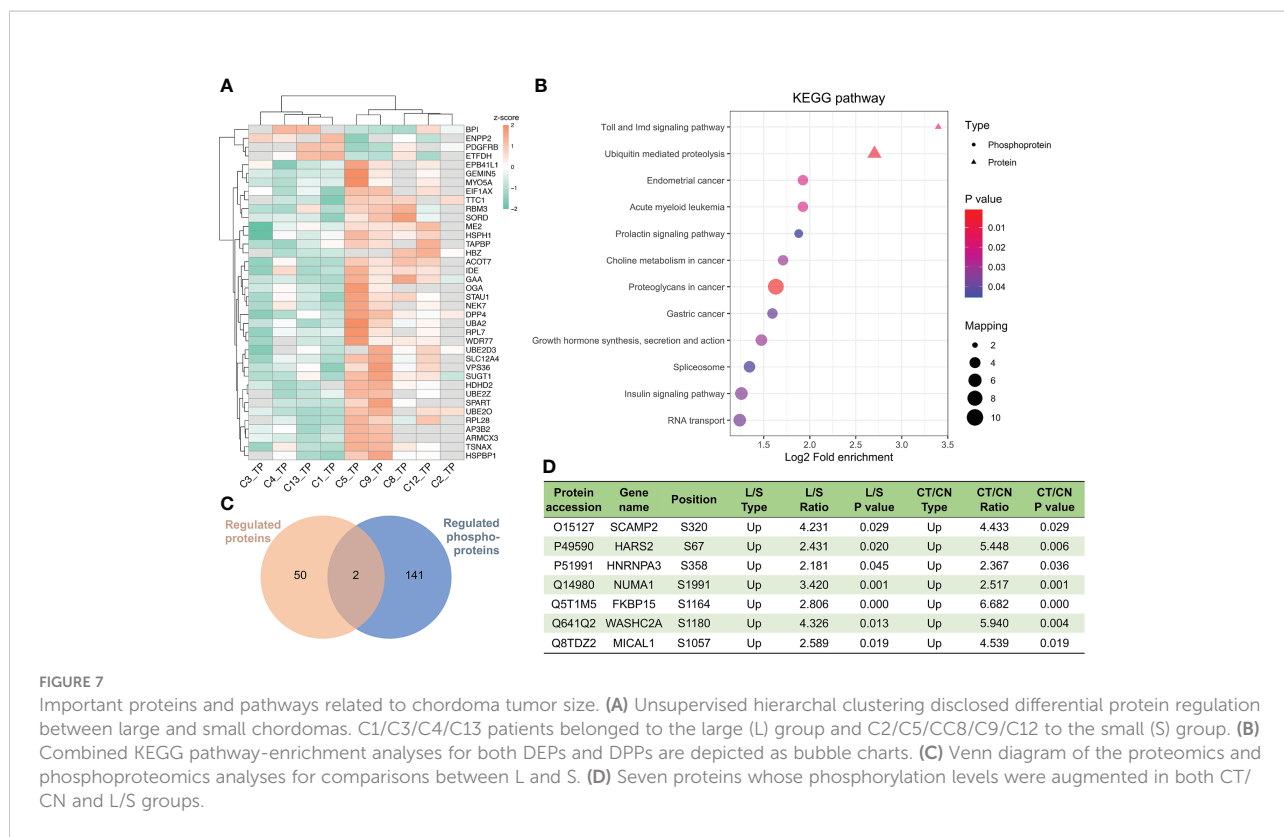 A
z-score
2
1
0
−1
−2
BPI
ENPP2
PDGFRB
ETFDH
EPB41L1
GEMIN5
MYO5A
EIF1AX
TTC1
RBM3
SORD
ME2
HSPH1
TAPBP
HBZ
ACOT7
IDE
GAA
OGA
STAU1
NEK7
DPP4
UBA2
RPL7
WDR77
UBE2D3
SLC12A4
VPS36
SUGT1
HDHD2
UBE2Z
SPART
UBE2O
RPL28
AP3B2
ARMCX3
TSNAX
HSPBP1
C3_TP
C4_TP
C13_TP
C1_TP
C5_TP
C9_TP
C8_TP
C12_TP
C2_TP
B
KEGG pathway
Toll and Imd signaling pathway
Ubiquitin mediated proteolysis
Endometrial cancer
Acute myeloid leukemia
Prolactin signaling pathway
Choline metabolism in cancer
Proteoglycans in cancer
Gastric cancer
Growth hormone synthesis, secretion and action
Spliceosome
Insulin signaling pathway
RNA transport
1.5 2.0 2.5 3.0 3.5
Log2 Fold enrichment
Type
Phosphoprotein
Protein
P value
0.01
0.02
0.03
0.04
Mapping
2
4
6
8
10
C
Regulated
proteins
Regulated
phospho-
proteins
50 2 141
D
Protein accession Gene name Position L/S Type L/S Ratio L/S P value CT/CN Type CT/CN Ratio CT/CN P value
O15127 SCAMP2 S320 Up 4.231 0.029 Up 4.433 0.029
P49590 HARS2 S67 Up 2.431 0.020 Up 5.448 0.006
P51991 HNRNPA3 S358 Up 2.181 0.045 Up 2.367 0.036
Q14980 NUMA1 S1991 Up 3.420 0.001 Up 2.517 0.001
Q5T1M5 FKBP15 S1164 Up 2.806 0.000 Up 6.682 0.000
Q641Q2 WASHC2A S1180 Up 4.326 0.013 Up 5.940 0.004
Q8TDZ2 MICAL1 S1057 Up 2.589 0.019 Up 4.539 0.019
FIGURE 7
Important proteins and pathways related to chordoma tumor size. (A) Unsupervised hierarchal clustering disclosed differential protein regulation
between large and small chordomas. C1/C3/C4/C13 patients belonged to the large (L) group and C2/C5/CC8/C9/C12 to the small (S) group. (B)
Combined KEGG pathway-enrichment analyses for both DEPs and DPPs are depicted as bubble charts. (C) Venn diagram of the proteomics and
phosphoproteomics analyses for comparisons between L and S. (D) Seven proteins whose phosphorylation levels were augmented in both CT/
CN and L/S groups.